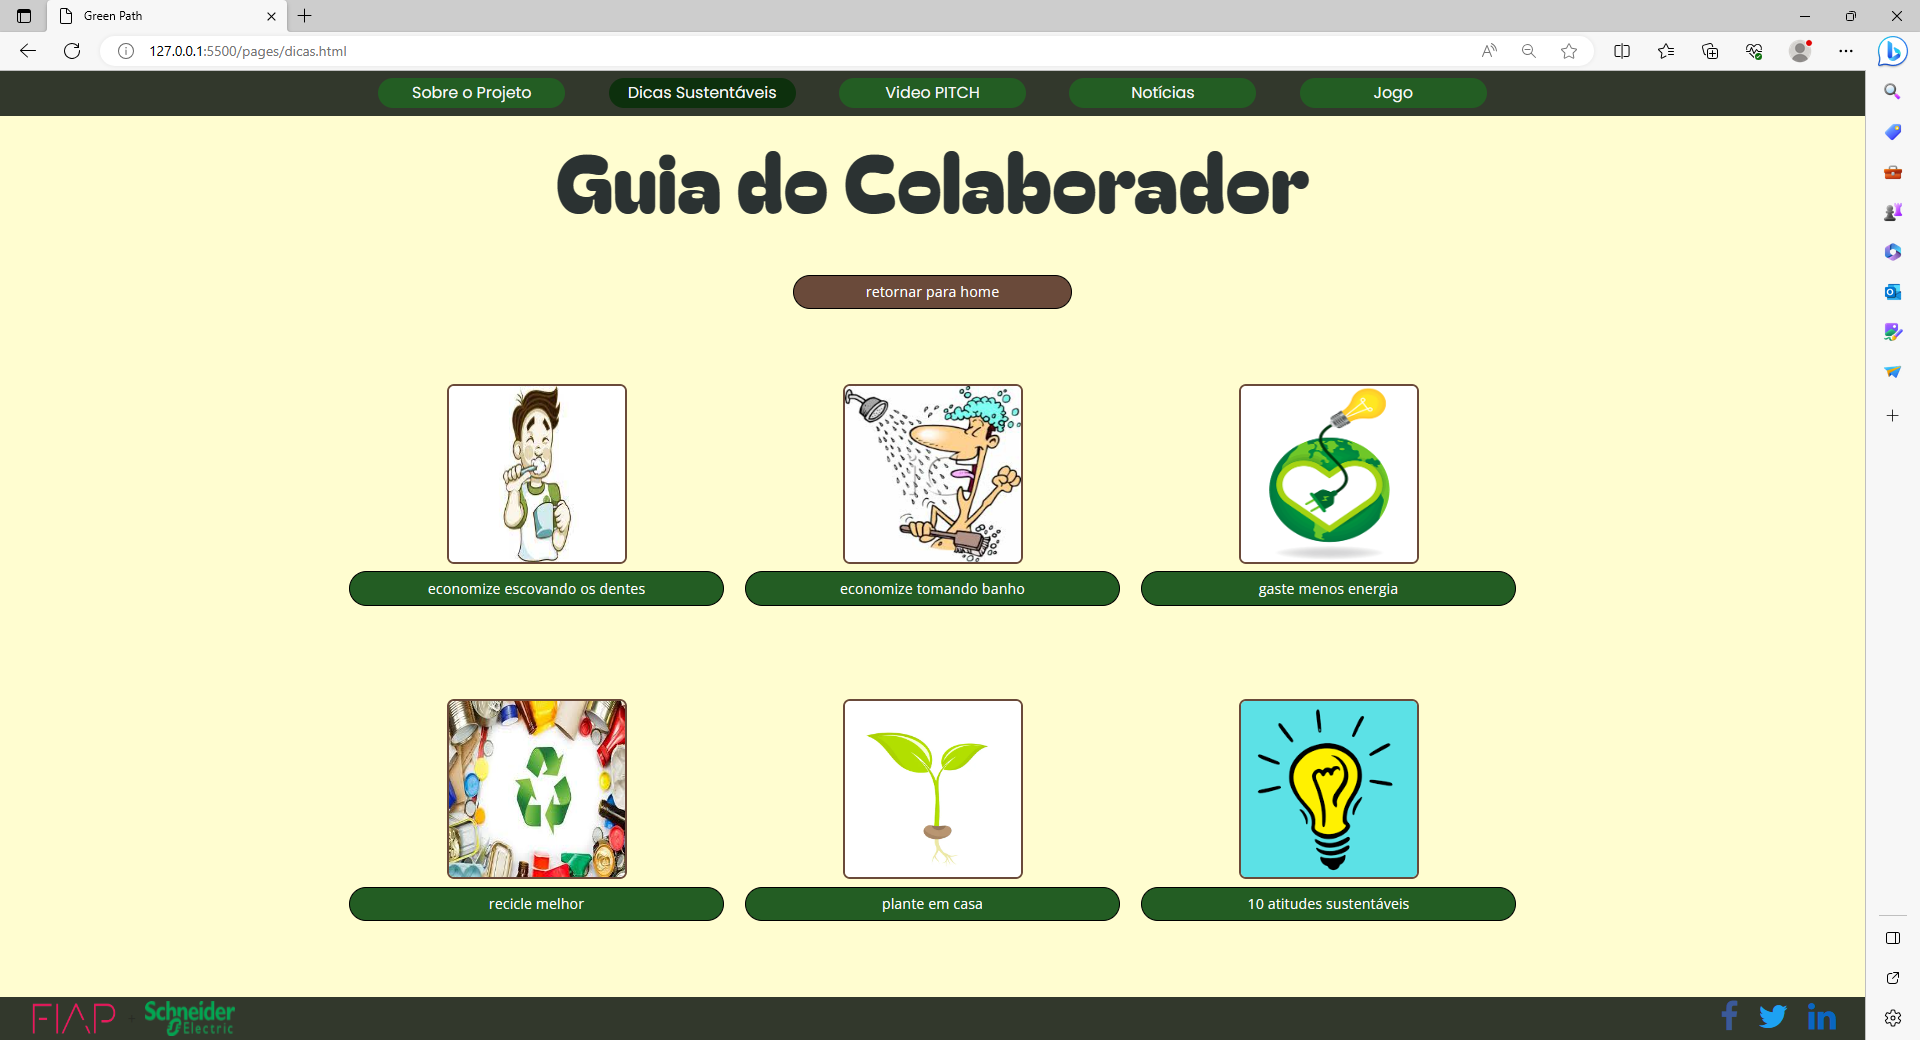 Green Path
127.0.0.1:5500/pages/dicas.html
Sobre o Projeto
Dicas Sustentáveis
Video PITCH
Notícias
Jogo
Guia do Colaborador
retornar para home
economize escovando os dentes
economize tomando banho
gaste menos energia
recicle melhor
plante em casa
10 atitudes sustentáveis
FIAP
Schneider
Electric